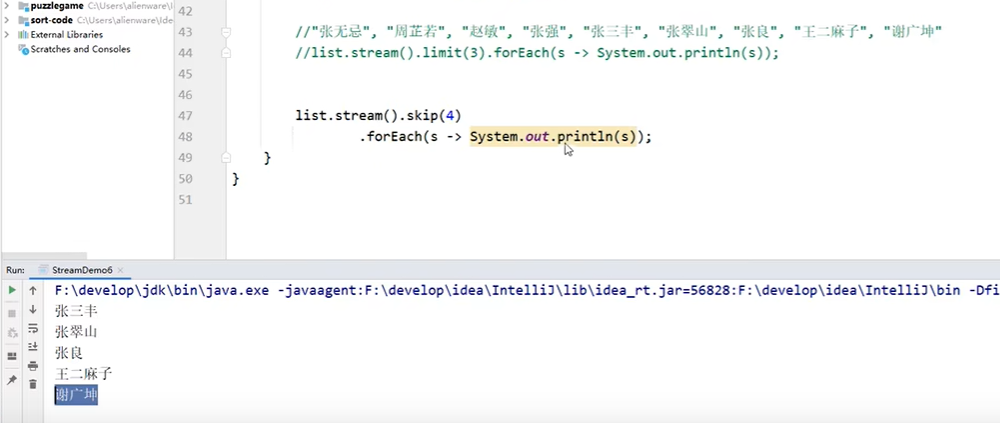 puzzlegame C:\Users\alienware\Ide
sort-code C:\Users\alienware\I
External Libraries
Scratches and Consoles
42
43 //"张无忌", "周芷若", "赵敏", "张强", "张三丰", "张翠山", "张良", "王二麻子", "谢广坤"
44 //list.stream().limit(3).forEach(s -> System.out.println(s));
45
46
47 list.stream().skip(4)
48 .forEach(s -> System.out.println(s));
49 }
50 }
51
Run: StreamDemo6
F:\develop\jdk\bin\java.exe -javaagent:F:\develop\idea\IntelliJ\lib\idea_rt.jar=56828:F:\develop\idea\IntelliJ\bin -Dfi
张三丰
张翠山
张良
王二麻子
谢广坤